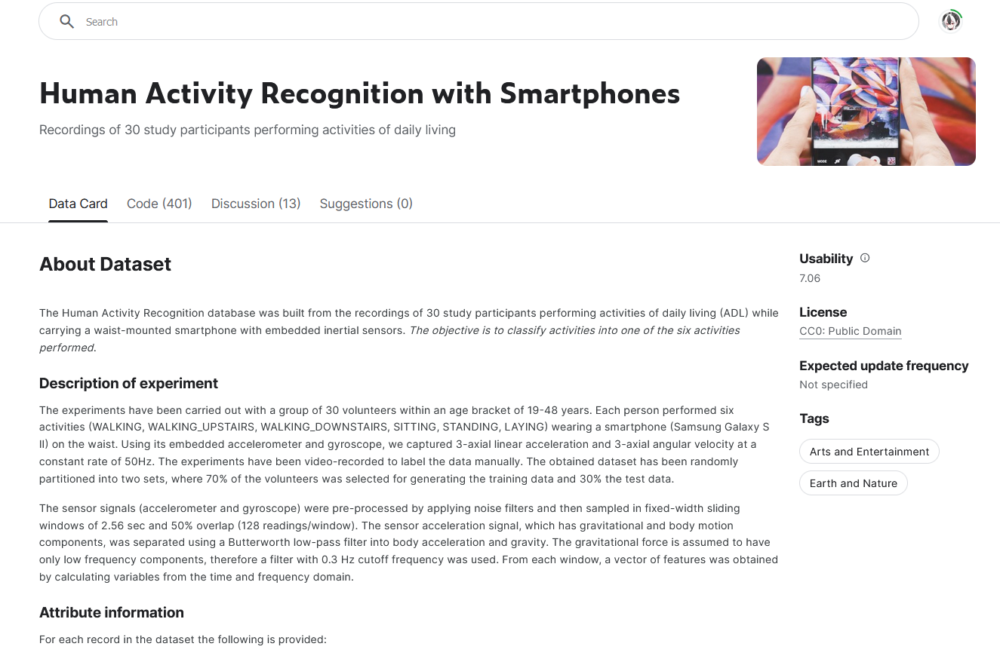 Search
Human Activity Recognition with Smartphones
Recordings of 30 study participants performing activities of daily living
MODE
Data Card
Code (401)
Discussion (13)
Suggestions (0)
About Dataset
The Human Activity Recognition database was built from the recordings of 30 study participants performing activities of daily living (ADL) while
carrying a waist-mounted smartphone with embedded inertial sensors. The objective is to classify activities into one of the six activities
performed.
Description of experiment
The experiments have been carried out with a group of 30 volunteers within an age bracket of 19-48 years. Each person performed six
activities (WALKING, WALKING_UPSTAIRS, WALKING_DOWNSTAIRS, SITTING, STANDING, LAYING) wearing a smartphone (Samsung Galaxy S
II) on the waist. Using its embedded accelerometer and gyroscope, we captured 3-axial linear acceleration and 3-axial angular velocity at a
constant rate of 50Hz. The experiments have been video-recorded to label the data manually. The obtained dataset has been randomly
partitioned into two sets, where 70% of the volunteers was selected for generating the training data and 30% the test data.
The sensor signals (accelerometer and gyroscope) were pre-processed by applying noise filters and then sampled in fixed-width sliding
windows of 2.56 sec and 50% overlap (128 readings/window). The sensor acceleration signal, which has gravitational and body motion
components, was separated using a Butterworth low-pass filter into body acceleration and gravity. The gravitational force is assumed to have
only low frequency components, therefore a filter with 0.3 Hz cutoff frequency was used. From each window, a vector of features was obtained
by calculating variables from the time and frequency domain.
Attribute information
For each record in the dataset the following is provided:
Usability
7.06
License
CC0: Public Domain
Expected update frequency
Not specified
Tags
Arts and Entertainment
Earth and Nature